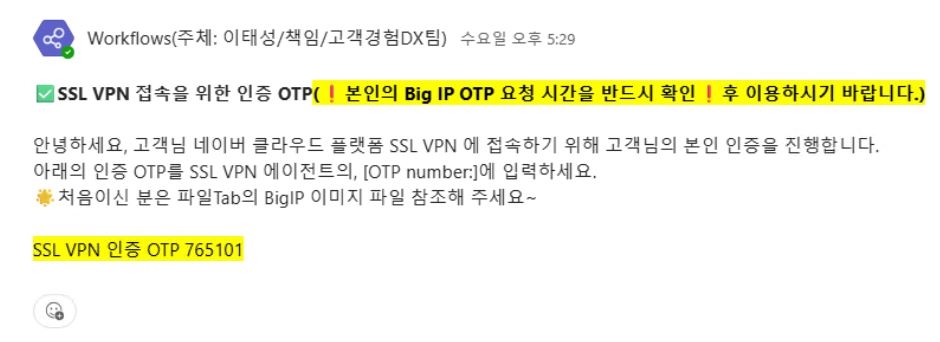 Workflows(주체: 이태성/책임/고객경험DX팀) 수요일 오후 5:29
✅SSL VPN 접속을 위한 인증 OTP(❗본인의 Big IP OTP 요청 시간을 반드시 확인❗후 이용하시기 바랍니다.)
안녕하세요, 고객님 네이버 클라우드 플랫폼 SSL VPN 에 접속하기 위해 고객님의 본인 인증을 진행합니다.
아래의 인증 OTP를 SSL VPN 에이전트의, [OTP number:]에 입력하세요.
🌟처음이신 분은 파일Tab의 BigIP 이미지 파일 참조해 주세요~
SSL VPN 인증 OTP 765101